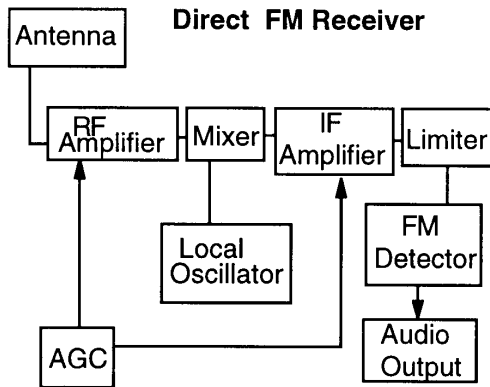 Direct FM Receiver
Antenna
RF
Amplifier
Mixer
IF
Amplifier
Limiter
Local
Oscillator
FM
Detector
AGC
Audio
Output